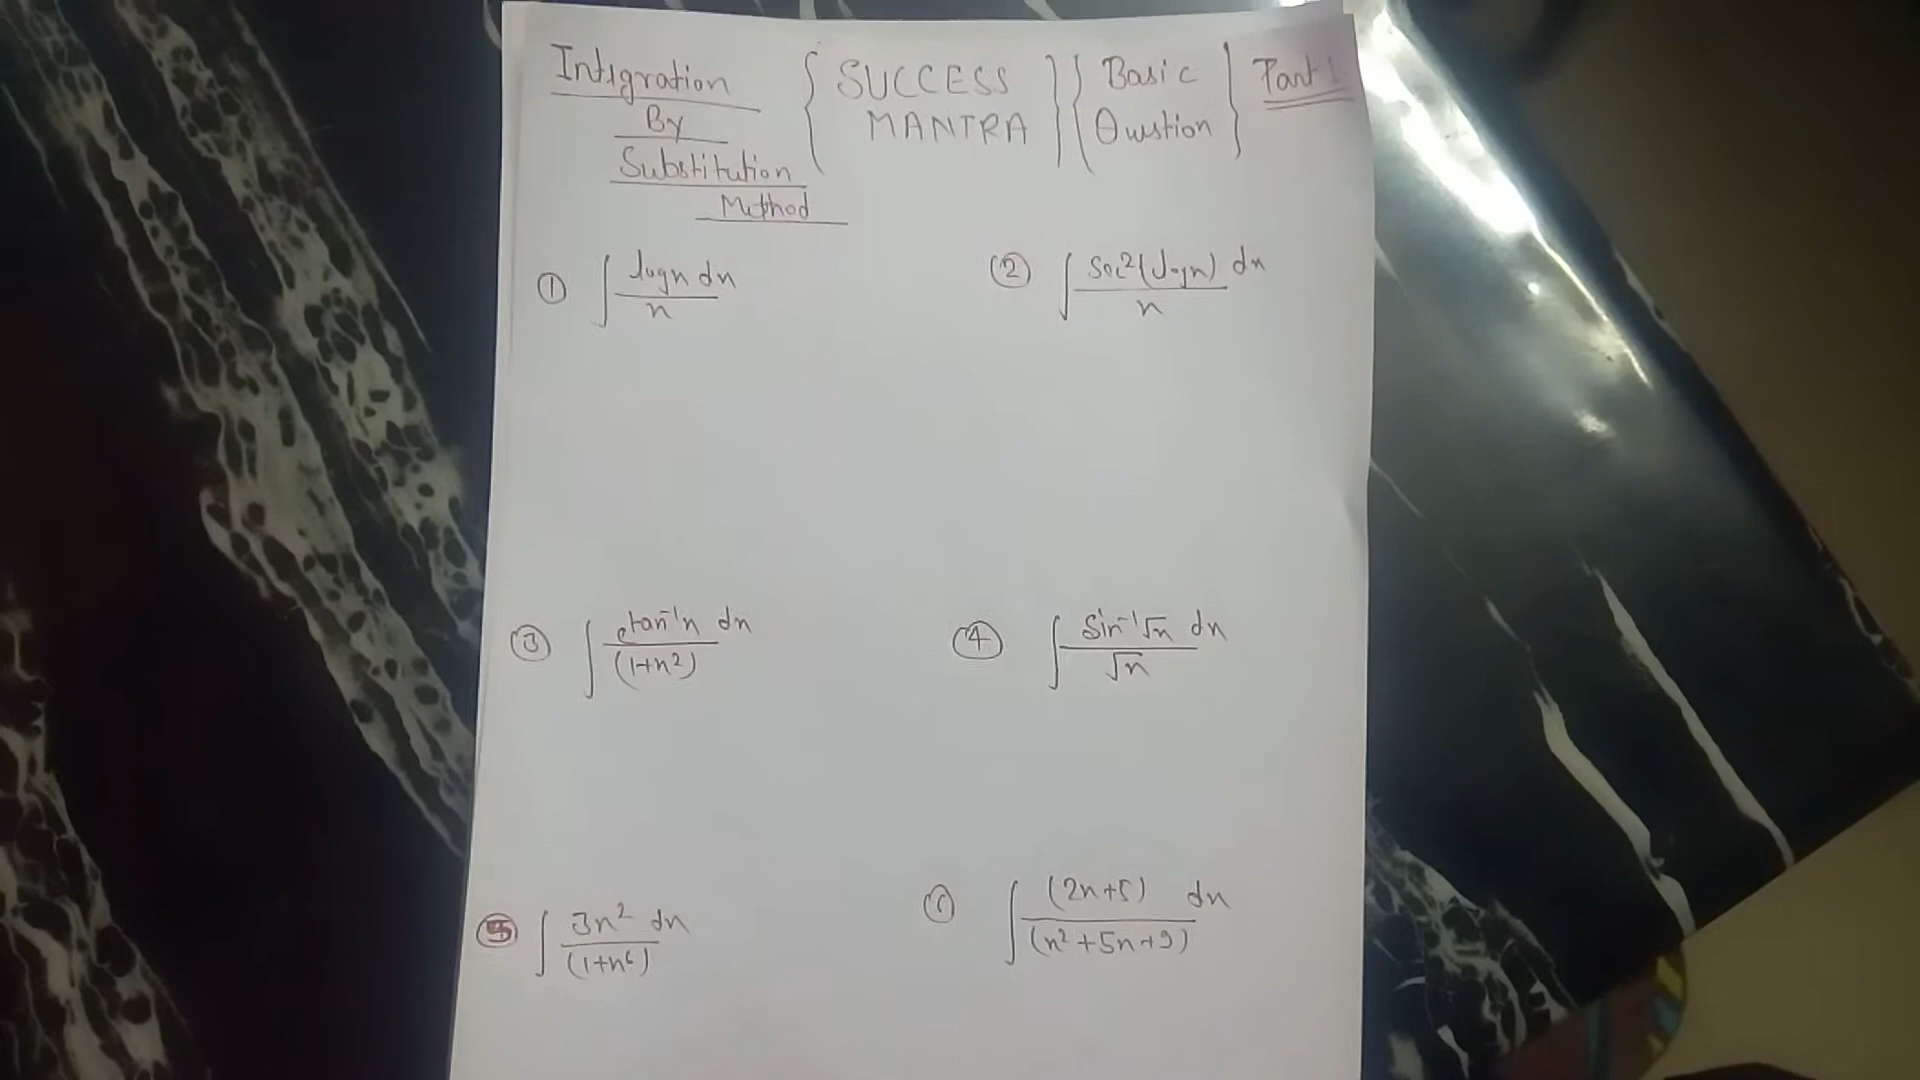 Integration { SUCCESS } { Basic } Part 1
By MANTRA Question
Substitution
Method
① ∫ logx dx / x
② ∫ sec²(logx) dx / x
③ ∫ e^tan⁻¹x dx / (1+x²)
④ ∫ Sin⁻¹√x dx / √x
⑤ ∫ 3x² dx / (1+x⁶)
⑥ ∫ (2x+5) dx / (x²+5x+9)